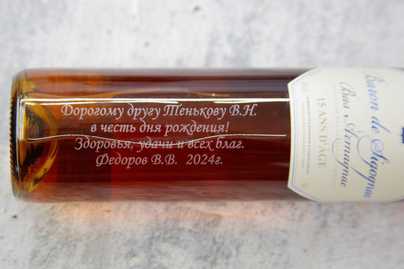 Дорогому другу Тенькову В.Н.
в честь дня рождения!
Здоровья, удачи и всех благ.
Федоров В.В. 2024г.
Baron de Sigognac
Bas Armagnac
15 ANS D'ÂGE